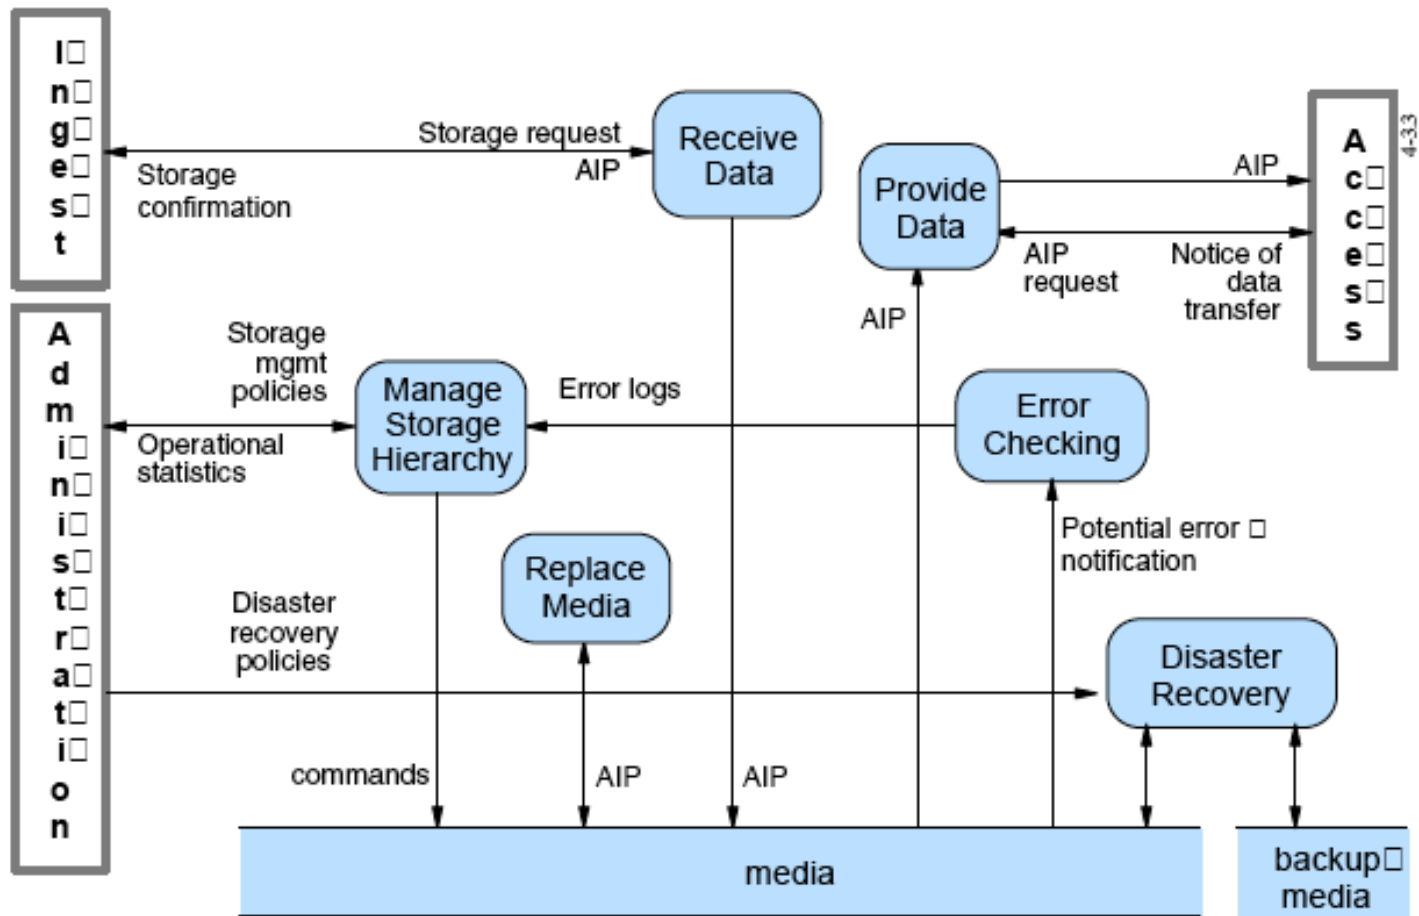 Ingest
Storage request
AIP
Storage
confirmation
Receive
Data
Provide
Data
AIP
AIP
request
Notice of
data
transfer
Access
4-33
Administration
Storage
mgmt
policies
Operational
statistics
Manage
Storage
Hierarchy
Error logs
AIP
Error
Checking
Potential error □
notification
Replace
Media
Disaster
recovery
policies
Disaster
Recovery
commands
AIP
AIP
media
backup□
media